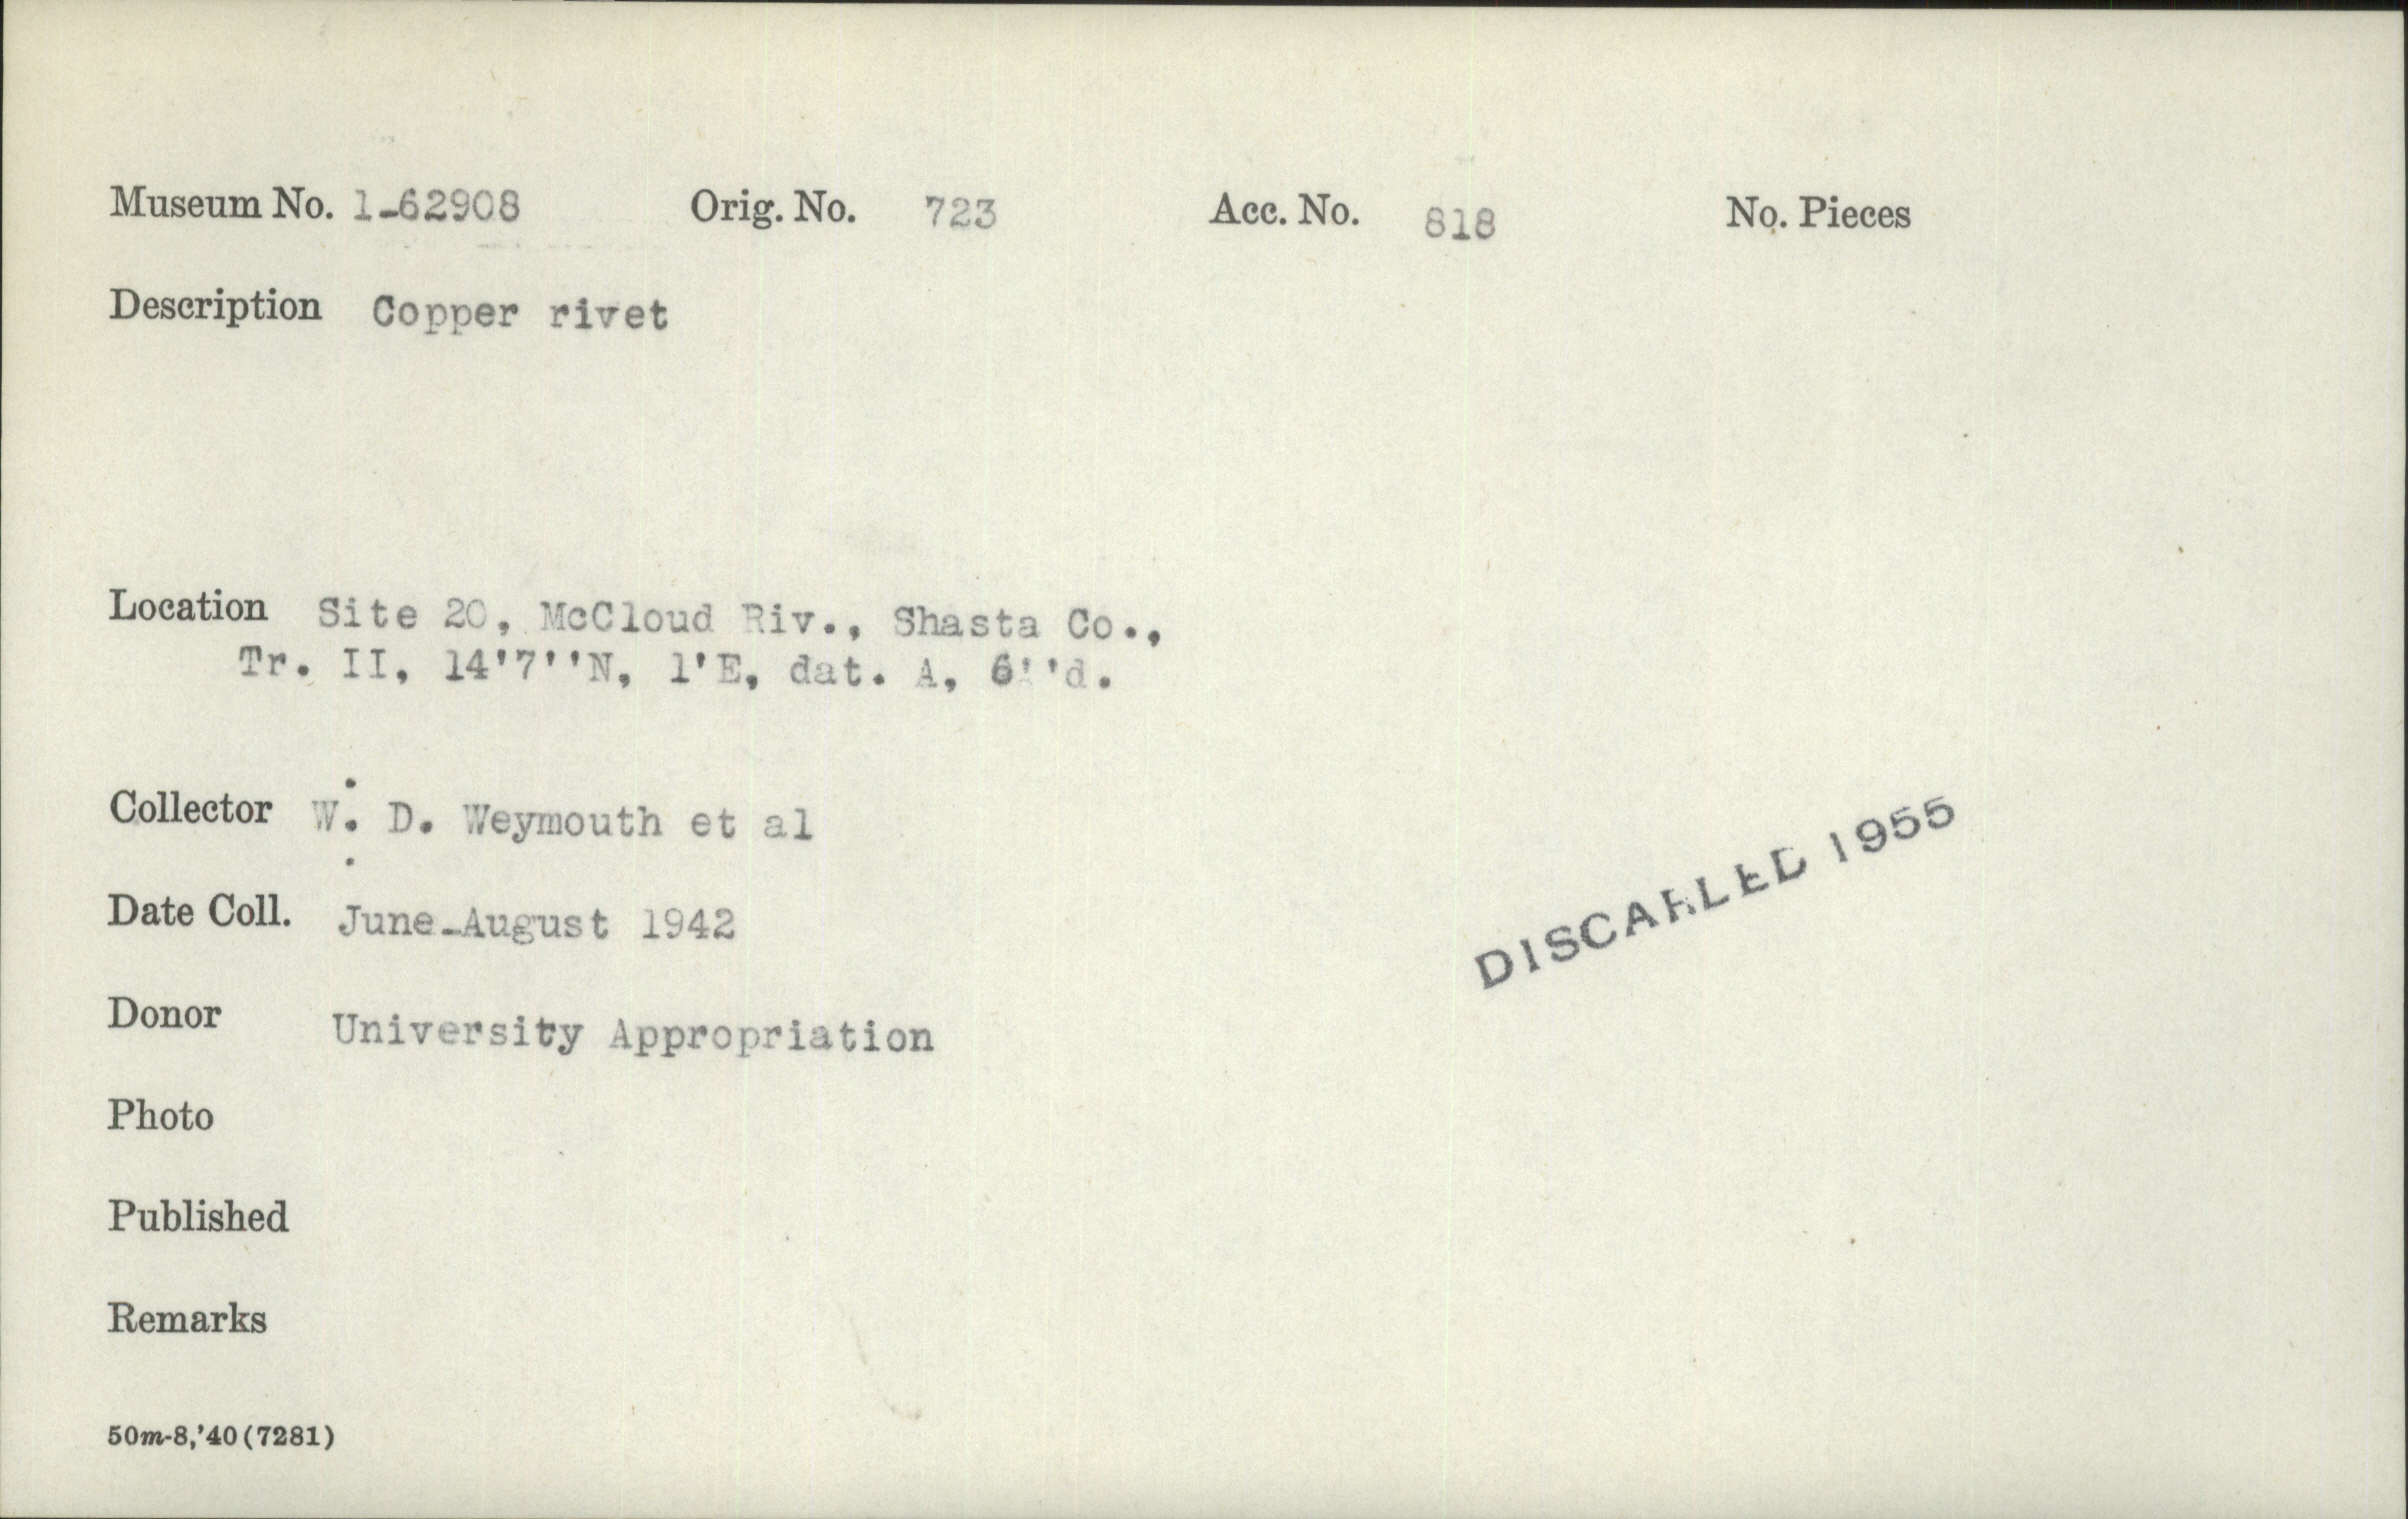 Museum No. 1-62908 Orig. No. 723 Acc. No. 818 No. Pieces
Description Copper rivet
Location Site 20, McCloud Riv., Shasta Co.,
Tr. II, 14'7''N, 1'E, dat. A, 6''d.
Collector W. D. Weymouth et al
DISCARDED 1955
Date Coll. June-August 1942
Donor University Appropriation
Photo
Published
Remarks
50m-8,'40(7281)